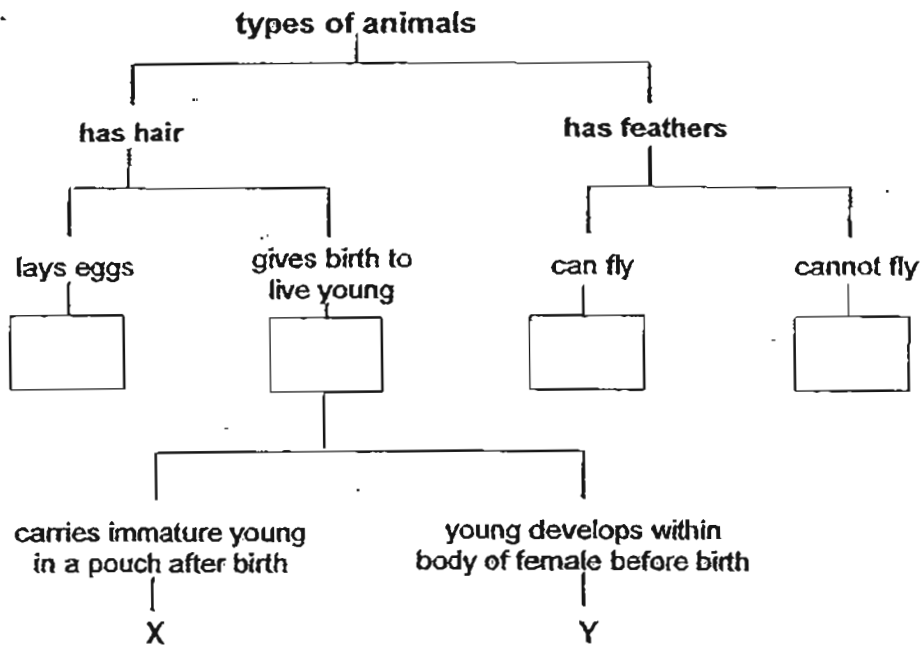 types of animals
has hair
has feathers
lays eggs
gives birth to
live young
can fly
cannot fly
carries immature young
in a pouch after birth
young develops within
body of female before birth
X
Y